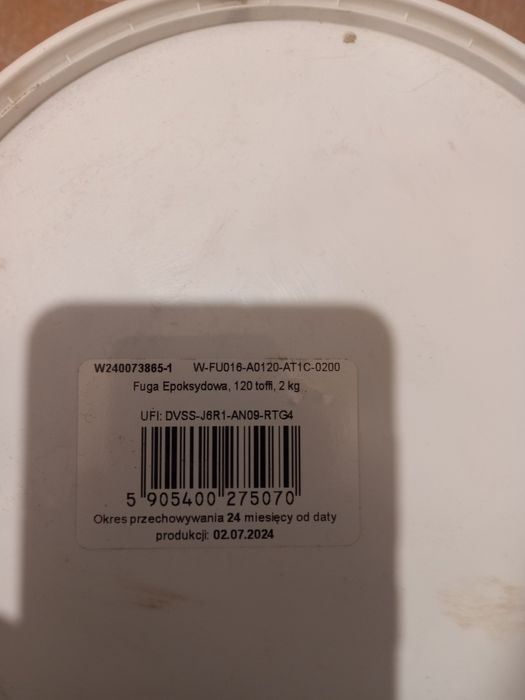 W240073865-1 W-FU016-A0120-AT1C-0200
Fuga Epoksydowa, 120 toffi, 2 kg
UFI: DVSS-J6R1-AN09-RTG4
5 905400 275070
Okres przechowywania 24 miesięcy od daty
produkcji: 02.07.2024